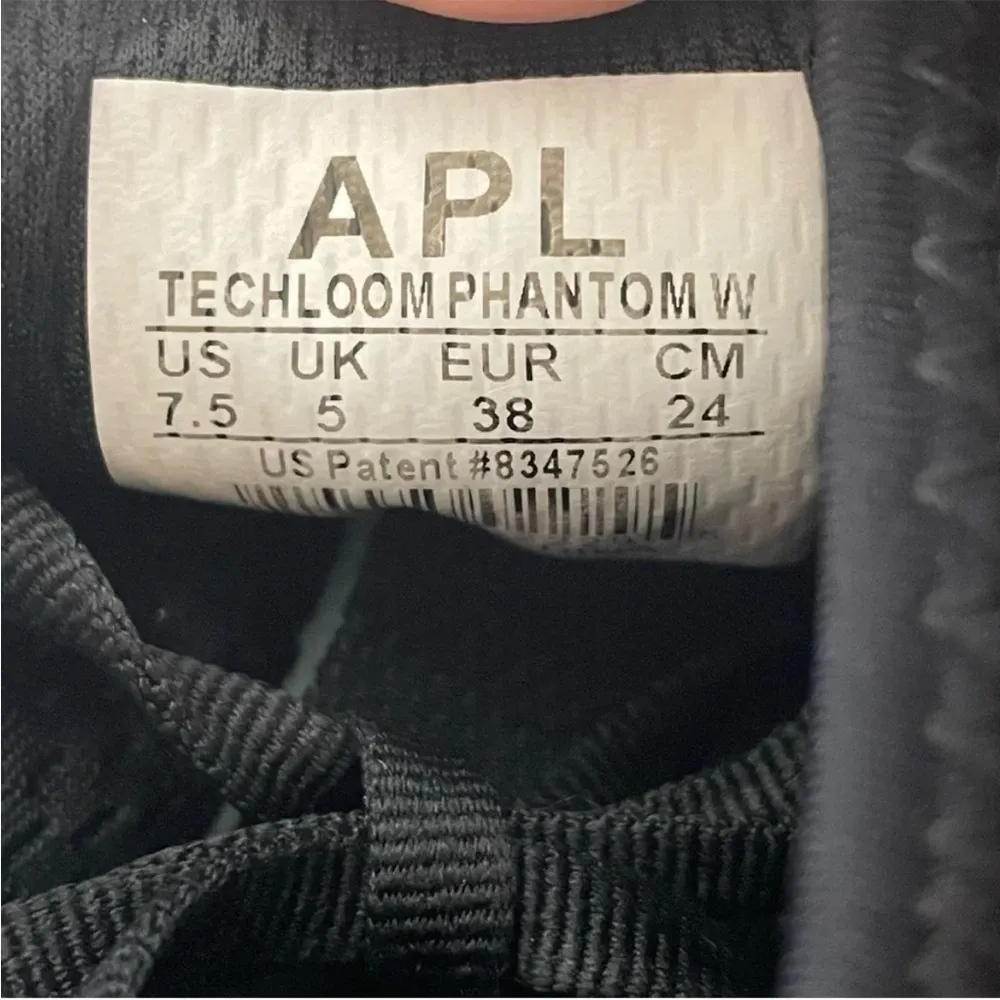 APL
TECHLOOM PHANTOM W
US UK EUR CM
7.5 5 38 24
US Patent #8347526